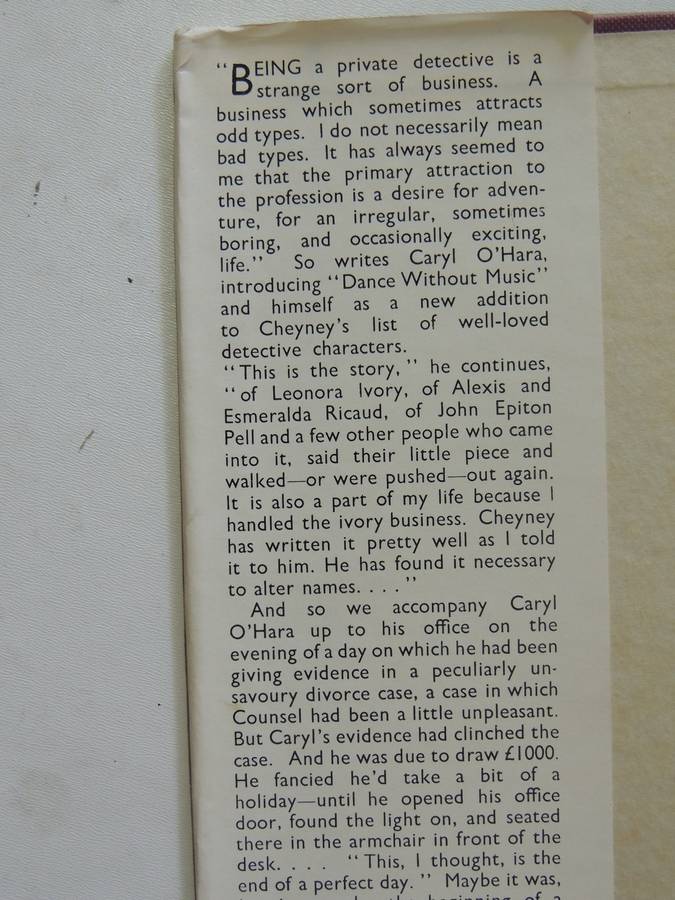 “BEING a private detective is a
strange sort of business. A
business which sometimes attracts
odd types. I do not necessarily mean
bad types. It has always seemed to
me that the primary attraction to
the profession is a desire for adven-
ture, for an irregular, sometimes
boring, and occasionally exciting,
life.” So writes Caryl O’Hara,
introducing “Dance Without Music”
and himself as a new addition
to Cheyney’s list of well-loved
detective characters.
“This is the story,” he continues,
“of Leonora Ivory, of Alexis and
Esmeralda Ricaud, of John Epiton
Pell and a few other people who came
into it, said their little piece and
walked—or were pushed—out again.
It is also a part of my life because I
handled the ivory business. Cheyney
has written it pretty well as I told
it to him. He has found it necessary
to alter names. . . .”
And so we accompany Caryl
O’Hara up to his office on the
evening of a day on which he had been
giving evidence in a peculiarly un-
savoury divorce case, a case in which
Counsel had been a little unpleasant.
But Caryl’s evidence had clinched the
case. And he was due to draw £1000.
He fancied he’d take a bit of a
holiday—until he opened his office
door, found the light on, and seated
there in the armchair in front of the
desk. . . . “This, I thought, is the
end of a perfect day.” Maybe it was,
the beginning of a